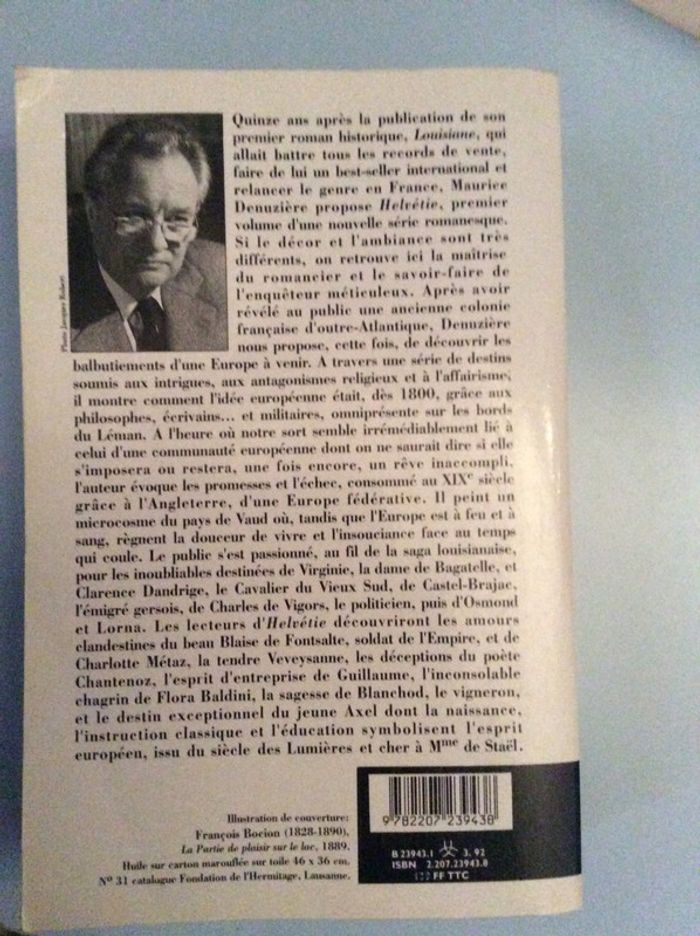 Quinze ans après la publication de son
premier roman historique, Louisiane, qui
allait battre tous les records de vente,
faire de lui un best-seller international et
relancer le genre en France, Maurice
Denuzière propose Helvétie, premier
volume d'une nouvelle série romanesque.
Si le décor et l'ambiance sont très
différents, on retrouve ici la maîtrise
du romancier et le savoir-faire de
l'enquêteur méticuleux. Après avoir
révélé au public une ancienne colonie
française d'outre-Atlantique, Denuzière
nous propose, cette fois, de découvrir les
balbutiements d'une Europe à venir. A travers une série de destins
soumis aux intrigues, aux antagonismes religieux et à l'affairisme,
il montre comment l'idée européenne était, dès 1800, grâce aux
philosophes, écrivains... et militaires, omniprésente sur les bords
du Léman. A l'heure où notre sort semble irrémédiablement lié à
celui d'une communauté européenne dont on ne saurait dire si elle
s'imposera ou restera, une fois encore, un rêve inaccompli,
l'auteur évoque les promesses et l'échec, consommé au XIXe siècle
grâce à l'Angleterre, d'une Europe fédérative. Il peint un
microcosme du pays de Vaud où, tandis que l'Europe est à feu et à
sang, règnent la douceur de vivre et l'insouciance face au temps
qui coule. Le public s'est passionné, au fil de la saga louisianaise,
pour les inoubliables destinées de Virginie, la dame de Bagatelle, et
Clarence Dandrige, le Cavalier du Vieux Sud, de Castel-Brajac,
l'émigré gersois, de Charles de Vigors, le politicien, puis d'Osmond
et Lorna. Les lecteurs d'Helvétie découvriront les amours
clandestines du beau Blaise de Fontsalte, soldat de l'Empire, et de
Charlotte Métaz, la tendre Veveysanne, les déceptions du poète
Chantenoz, l'esprit d'entreprise de Guillaume, l'inconsolable
chagrin de Flora Baldini, la sagesse de Blanchod, le vigneron,
et le destin exceptionnel du jeune Axel dont la naissance,
l'instruction classique et l'éducation symbolisent l'esprit
européen, issu du siècle des Lumières et cher à Mme de Staël.
Photo Jacques Robert
Illustration de couverture:
François Bocion (1828-1890),
La Partie de plaisir sur le lac, 1889.
Huile sur carton marouflée sur toile 46 x 36 cm.
No 31 catalogue Fondation de l'Hermitage, Lausanne.
9 782207 239438
B 23943.1 3. 92
ISBN 2.207.23943.8
FF TTC